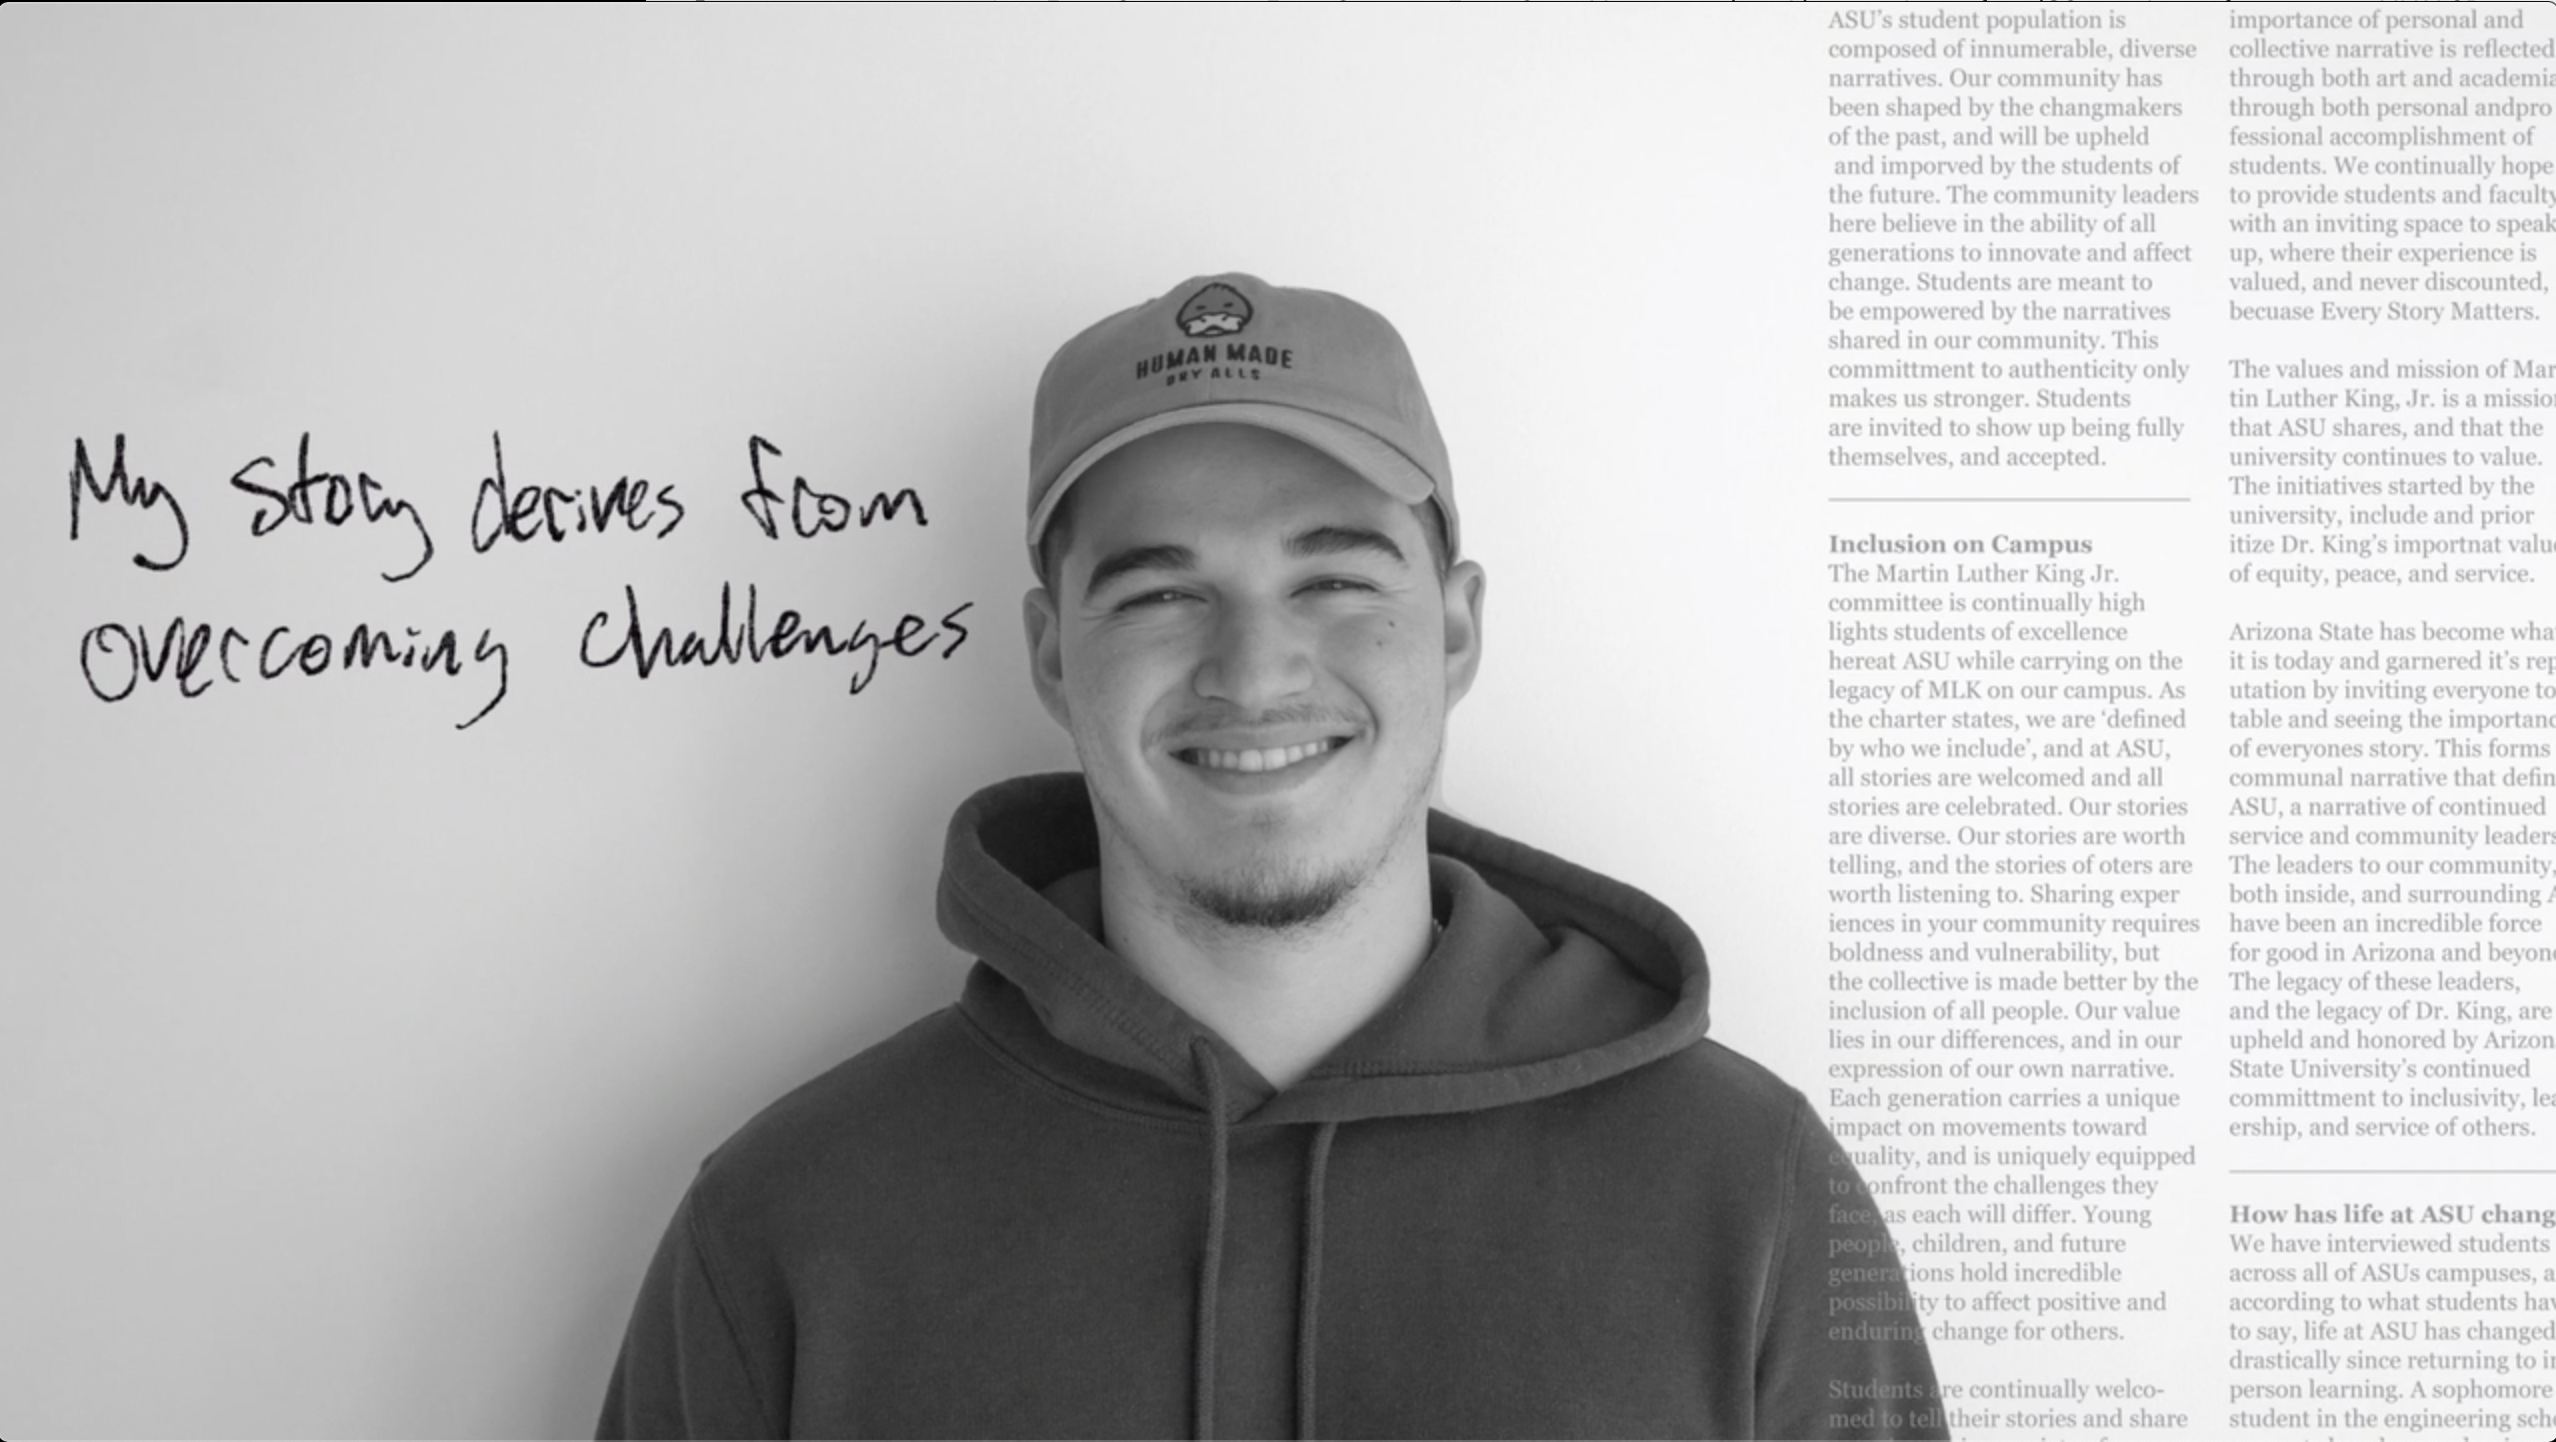 My story derives from
overcoming challenges
HUMAN MADE
DRY ALLS
ASU’s student population is
composed of innumerable, diverse
narratives. Our community has
been shaped by the changmakers
of the past, and will be upheld
and imporved by the students of
the future. The community leaders
here believe in the ability of all
generations to innovate and affect
change. Students are meant to
be empowered by the narratives
shared in our community. This
committment to authenticity only
makes us stronger. Students
are invited to show up being fully
themselves, and accepted.
Inclusion on Campus
The Martin Luther King Jr.
committee is continually high
lights students of excellence
hereat ASU while carrying on the
legacy of MLK on our campus. As
the charter states, we are ‘defined
by who we include’, and at ASU,
all stories are welcomed and all
stories are celebrated. Our stories
are diverse. Our stories are worth
telling, and the stories of oters are
worth listening to. Sharing exper
iences in your community requires
boldness and vulnerability, but
the collective is made better by the
inclusion of all people. Our value
lies in our differences, and in our
expression of our own narrative.
Each generation carries a unique
impact on movements toward
equality, and is uniquely equipped
to confront the challenges they
face, as each will differ. Young
people, children, and future
generations hold incredible
possibility to affect positive and
enduring change for others.
Students are continually welco-
med to tell their stories and share
importance of personal and
collective narrative is reflected
through both art and academia
through both personal andpro
fessional accomplishment of
students. We continually hope
to provide students and faculty
with an inviting space to speak
up, where their experience is
valued, and never discounted,
becuase Every Story Matters.
The values and mission of Mar
tin Luther King, Jr. is a mission
that ASU shares, and that the
university continues to value.
The initiatives started by the
university, include and prior
itize Dr. King’s importnat value
of equity, peace, and service.
Arizona State has become what
it is today and garnered it’s rep
utation by inviting everyone to
table and seeing the importanc
of everyones story. This forms
communal narrative that defin
ASU, a narrative of continued
service and community leaders
The leaders to our community,
both inside, and surrounding A
have been an incredible force
for good in Arizona and beyond
The legacy of these leaders,
and the legacy of Dr. King, are
upheld and honored by Arizon
State University’s continued
committment to inclusivity, lea
ership, and service of others.
How has life at ASU chang
We have interviewed students
across all of ASUs campuses, a
according to what students hav
to say, life at ASU has changed
drastically since returning to in
person learning. A sophomore
student in the engineering scho